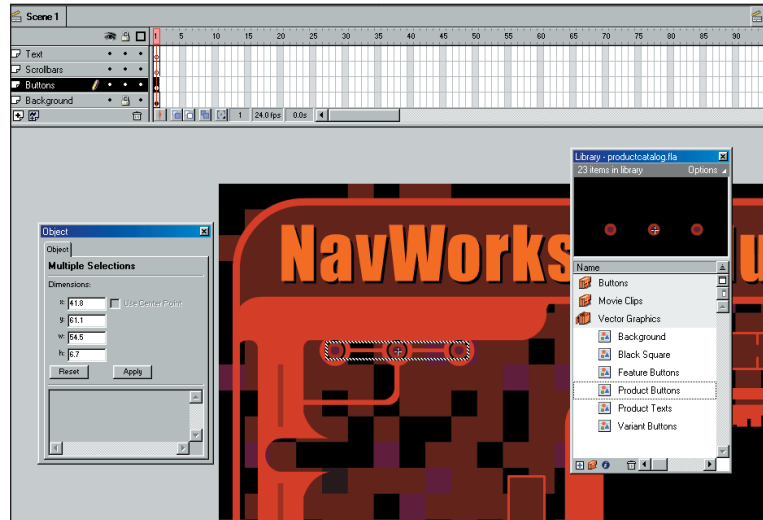 Scene 1
1 5 10 15 20 25 30 35 40 45 50 55 60 65 70 75 80 85 90
Text
Scrollbars
Buttons
Background
1 24.0 fps 0.0s
Object
Object
Multiple Selections
Dimensions:
x: 41.8 Use Center Point
y: 61.1
w: 54.5
h: 6.7
Reset Apply
NavWorks
Library - productcatalog.fla
23 items in library Options
Name
Buttons
Movie Clips
Vector Graphics
Background
Black Square
Feature Buttons
Product Buttons
Product Texts
Variant Buttons